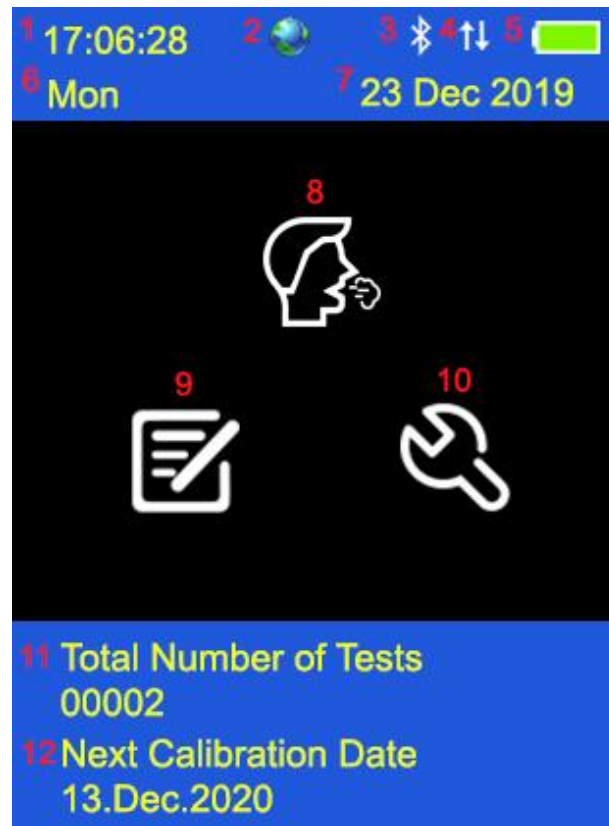 1 17:06:28 2 3 4 5
6 Mon 7 23 Dec 2019
8
9 10
11 Total Number of Tests
00002
12 Next Calibration Date
13.Dec.2020